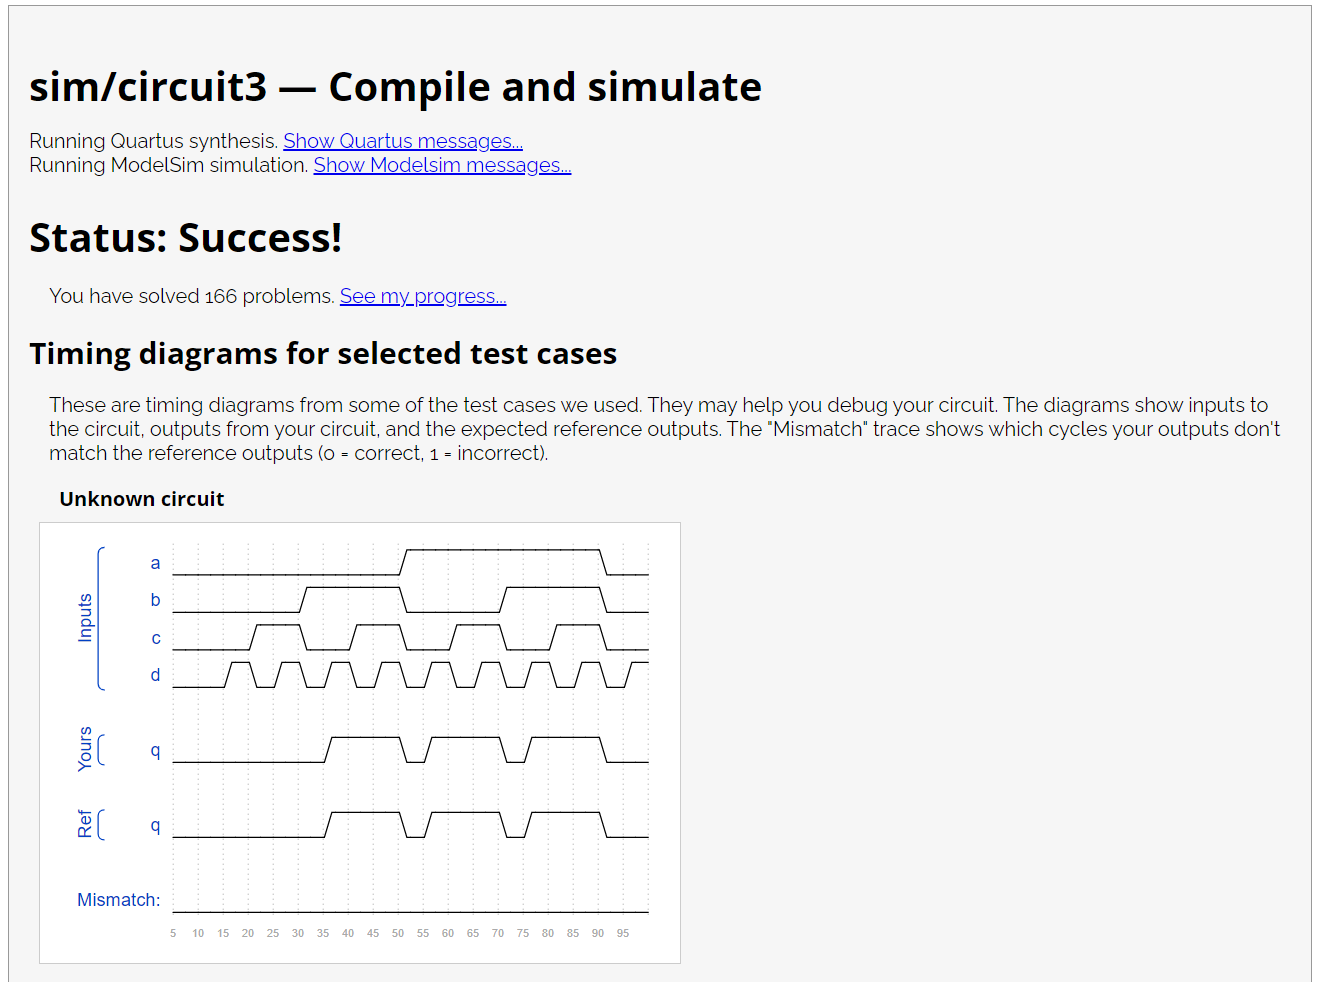 sim/circuit3 — Compile and simulate
Running Quartus synthesis. Show Quartus messages...
Running ModelSim simulation. Show Modelsim messages...
Status: Success!
You have solved 166 problems. See my progress...
Timing diagrams for selected test cases
These are timing diagrams from some of the test cases we used. They may help you debug your circuit. The diagrams show inputs to
the circuit, outputs from your circuit, and the expected reference outputs. The "Mismatch" trace shows which cycles your outputs don't
match the reference outputs (0 = correct, 1 = incorrect).
Unknown circuit
Inputs
a
b
c
d
Yours
q
Ref
q
Mismatch:
5 10 15 20 25 30 35 40 45 50 55 60 65 70 75 80 85 90 95